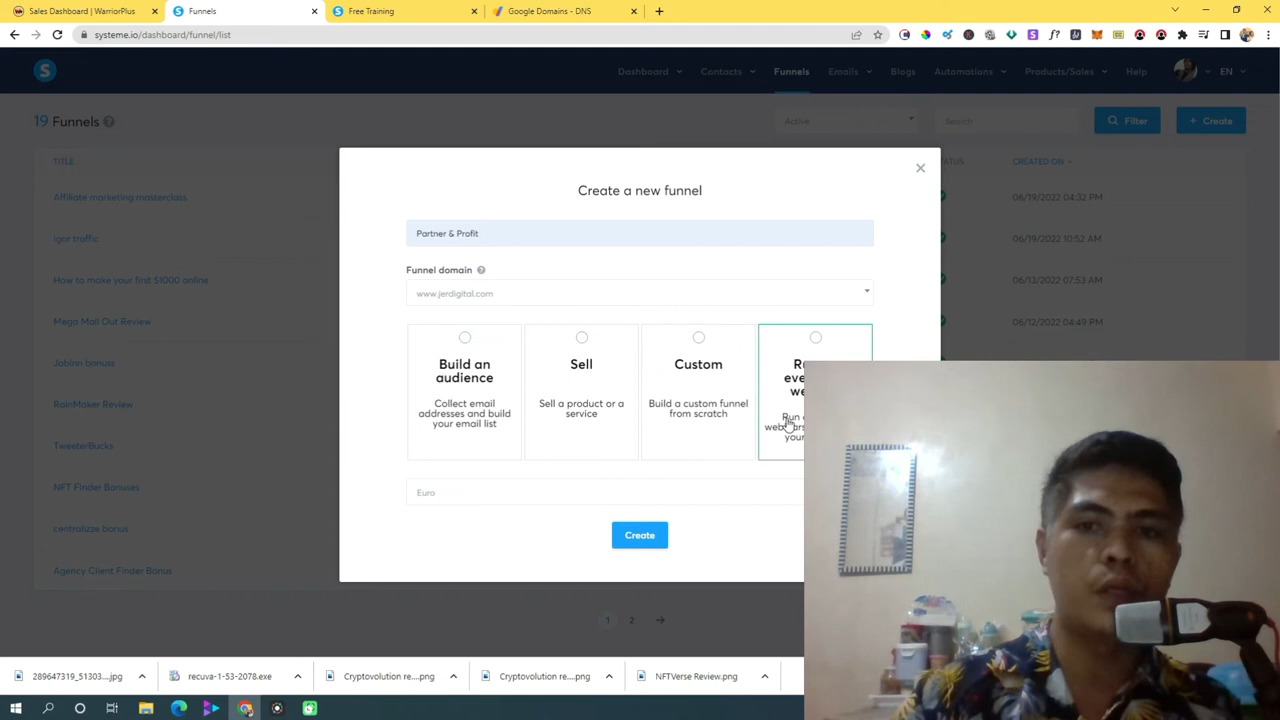 Sales Dashboard | WarriorPlus
Funnels
Free Training
Google Domains - DNS
systeme.io/dashboard/funnel/list
Dashboard
Contacts
Funnels
Emails
Blogs
Automations
Products/Sales
Help
EN
19 Funnels
Active
Search
Filter
+ Create
TITLE
STATUS
CREATED ON
Affiliate marketing masterclass
06/19/2022 04:32 PM
igor traffic
06/19/2022 10:52 AM
How to make your first $1000 online
06/13/2022 07:53 AM
Mega Mall Out Review
06/12/2022 04:49 PM
Jobinn bonuss
RainMaker Review
TweeterBucks
NFT Finder Bonuses
centralizze bonus
Agency Client Finder Bonus
1 2
Create a new funnel
Partner & Profit
Funnel domain
www.jerdigital.com
Build an
audience
Collect email
addresses and build
your email list
Sell
Sell a product or a
service
Custom
Build a custom funnel
from scratch
Run
your
Euro
Create
289647319_51303....jpg
recuva-1-53-2078.exe
Cryptovolution re....png
Cryptovolution re....png
NFTVerse Review.png